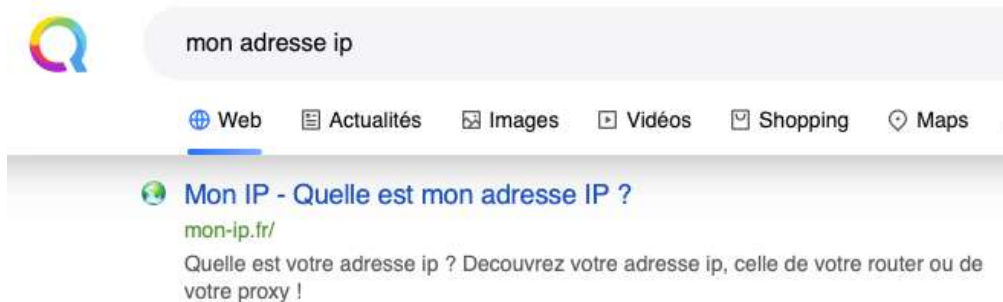 mon adresse ip
Web Actualités Images Vidéos Shopping Maps
Mon IP - Quelle est mon adresse IP ?
mon-ip.fr/
Quelle est votre adresse ip ? Decouvrez votre adresse ip, celle de votre router ou de
votre proxy !